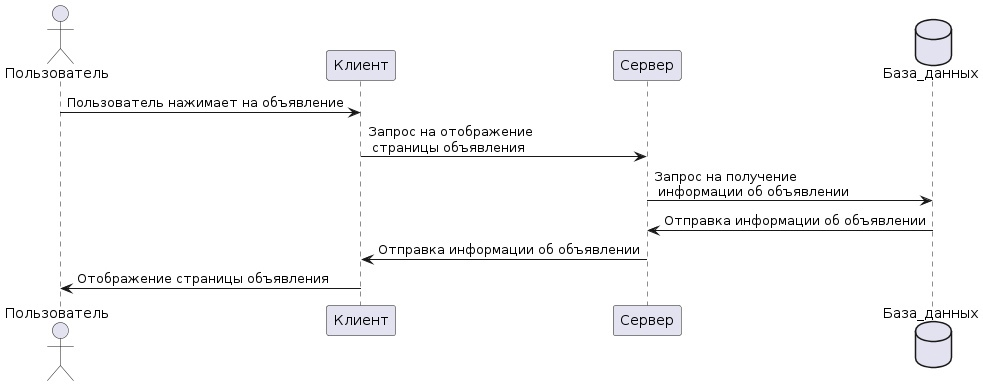 Пользователь
Клиент
Сервер
База_данных
Пользователь нажимает на объявление
Запрос на отображение
страницы объявления
Запрос на получение
информации об объявлении
Отправка информации об объявлении
Отправка информации об объявлении
Отображение страницы объявления
Пользователь
Клиент
Сервер
База_данных